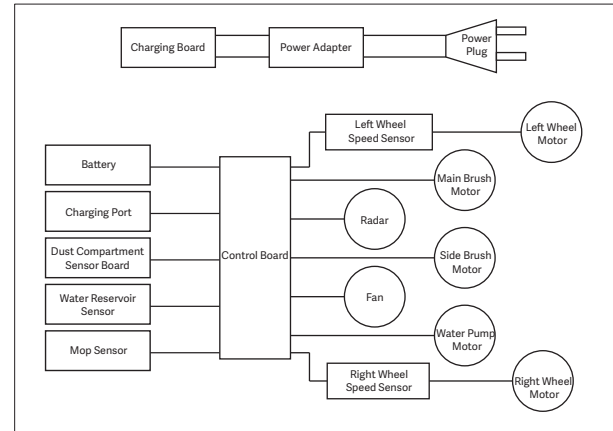 Charging Board
Power Adapter
Power
Plug
Left Wheel
Speed Sensor
Left Wheel
Motor
Battery
Main Brush
Motor
Charging Port
Radar
Dust Compartment
Sensor Board
Control Board
Side Brush
Motor
Water Reservoir
Sensor
Fan
Mop Sensor
Water Pump
Motor
Right Wheel
Speed Sensor
Right Wheel
Motor